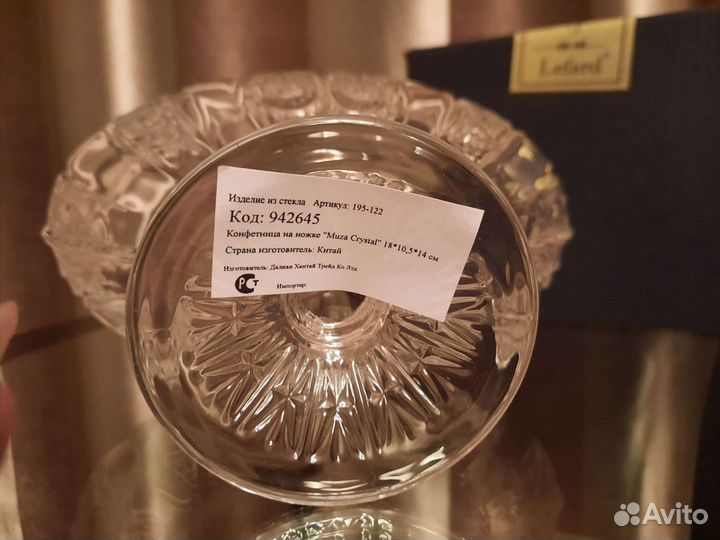 Lefard
Изделие из стекла Артикул: 195-122
Код: 942645
Конфетница на ножке "Muza Crystal" 18*10,5*14 см
Страна изготовитель: Китай
Изготовитель: Далиан Хантай Трейд Ко Лтд
РСТ
Импортер:
Avito